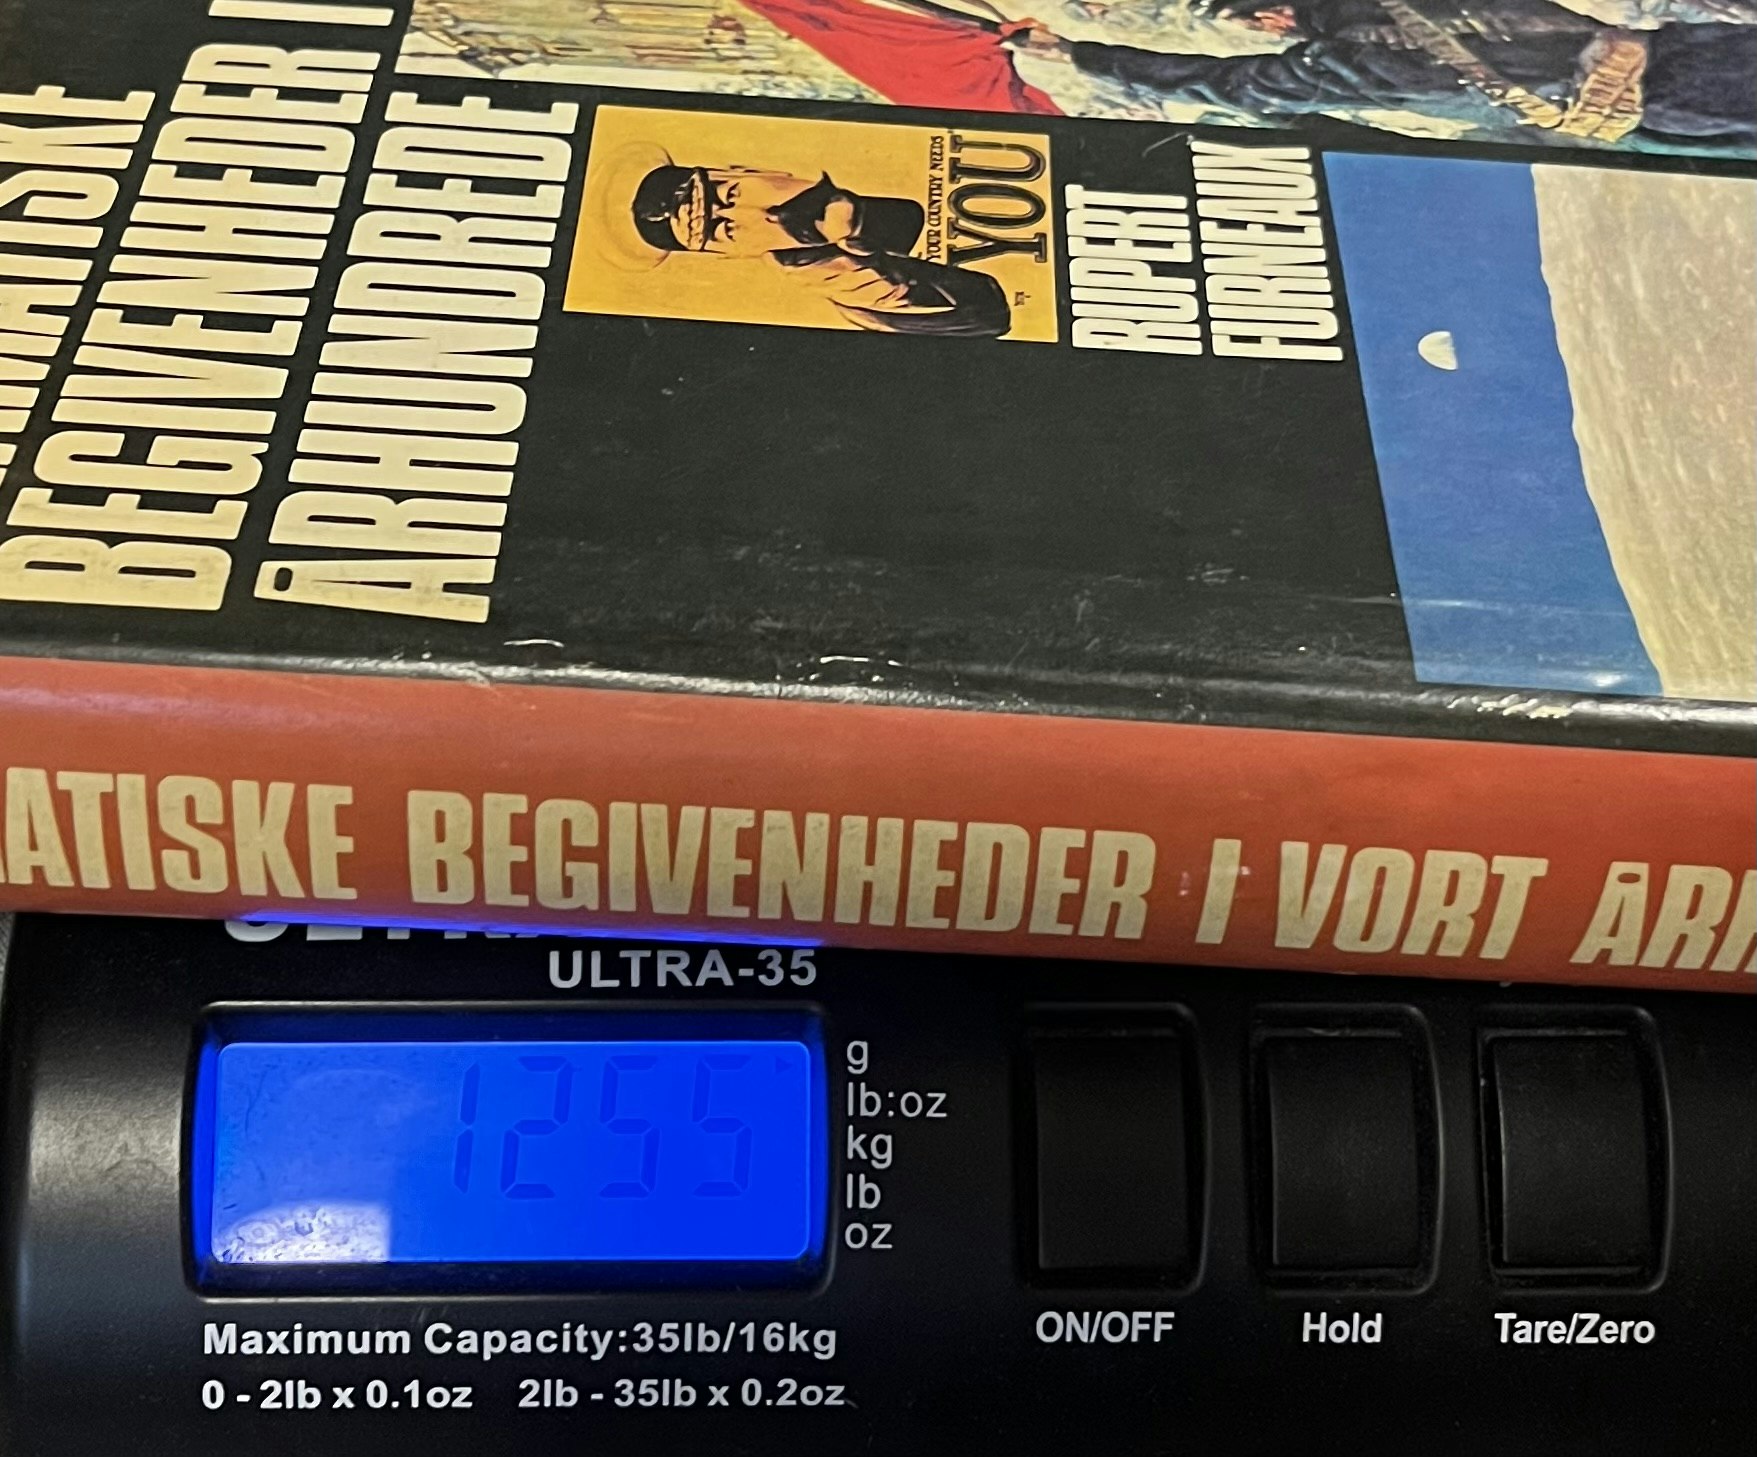 BEGIVENHEDER I
ÅRHUNDREDE
YOUR COUNTRY NEEDS
YOU
RUPERT
FURNEAUX
ATISKE BEGIVENHEDER I VORT ÅRH
ULTRA-35
1255
g
lb:oz
kg
lb
oz
ON/OFF
Hold
Tare/Zero
Maximum Capacity:35lb/16kg
0 - 2lb x 0.1oz 2lb - 35lb x 0.2oz